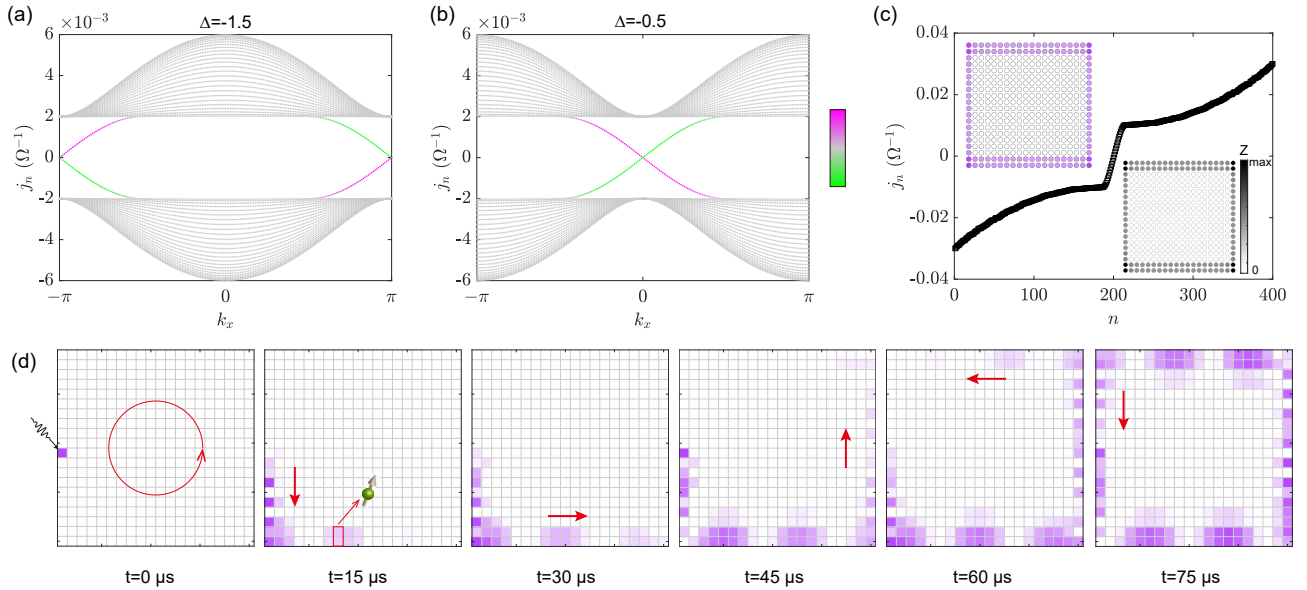 (a)
×10⁻³
Δ=-1.5
6
4
2
0
-2
-4
-6
jₙ (Ω⁻¹)
−π
0
π
kₓ
(b)
×10⁻³
Δ=-0.5
6
4
2
0
-2
-4
-6
jₙ (Ω⁻¹)
−π
0
π
kₓ
(c)
0.04
0.02
0
-0.02
-0.04
jₙ (Ω⁻¹)
Z
max
0
0
100
200
300
400
n
(d)
t=0 μs
t=15 μs
t=30 μs
t=45 μs
t=60 μs
t=75 μs